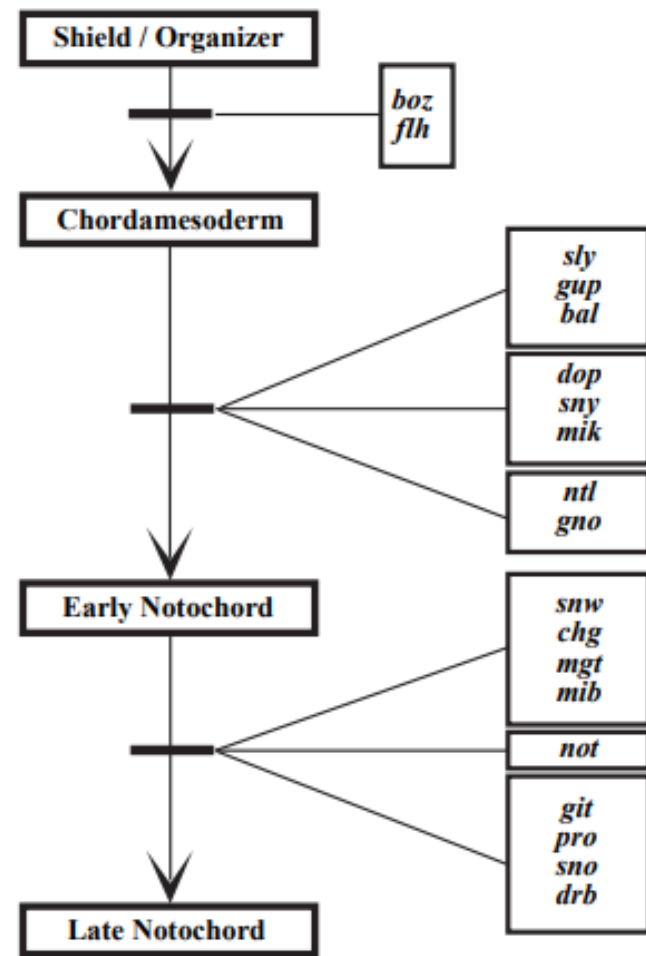 Shield / Organizer
boz
flh
Chordamesoderm
sly
gup
bal
dop
sny
mik
ntl
gno
Early Notochord
snw
chg
mgt
mib
not
git
pro
sno
drb
Late Notochord